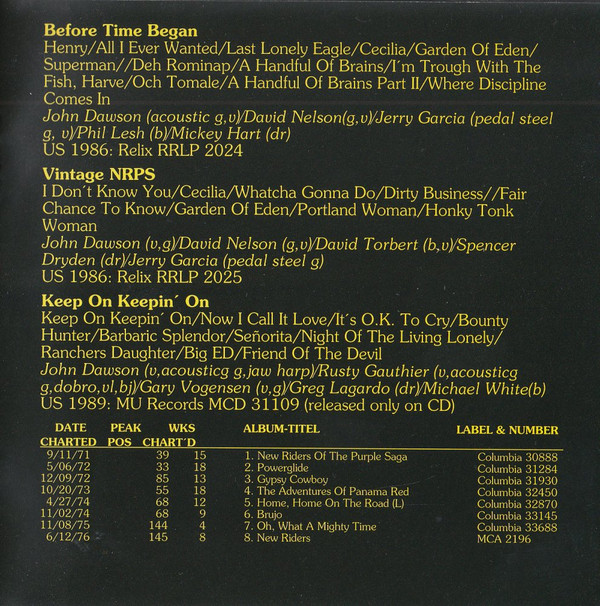 Before Time Began
Henry/All I Ever Wanted/Last Lonely Eagle/Cecilia/Garden Of Eden/
Superman//Deh Rominap/A Handful Of Brains/I´m Trough With The
Fish, Harve/Och Tomale/A Handful Of Brains Part II/Where Discipline
Comes In
John Dawson (acoustic g,v)/David Nelson(g,v)/Jerry Garcia (pedal steel
g, v)/Phil Lesh (b)/Mickey Hart (dr)
US 1986: Relix RRLP 2024
Vintage NRPS
I Don´t Know You/Cecilia/Whatcha Gonna Do/Dirty Business//Fair
Chance To Know/Garden Of Eden/Portland Woman/Honky Tonk
Woman
John Dawson (v,g)/David Nelson (g,v)/David Torbert (b,v)/Spencer
Dryden (dr)/Jerry Garcia (pedal steel g)
US 1986: Relix RRLP 2025
Keep On Keepin´ On
Keep On Keepin´ On/Now I Call It Love/It´s O.K. To Cry/Bounty
Hunter/Barbaric Splendor/Señorita/Night Of The Living Lonely/
Ranchers Daughter/Big ED/Friend Of The Devil
John Dawson (v,acousticg g,jaw harp)/Rusty Gauthier (v,acousticg
g,dobro,vl,bj)/Gary Vogensen (v,g)/Greg Lagardo (dr)/Michael White(b)
US 1989: MU Records MCD 31109 (released only on CD)
DATE PEAK WKS ALBUM-TITEL LABEL & NUMBER
CHARTED POS CHART´D
9/11/71 39 15 1. New Riders Of The Purple Saga Columbia 30888
5/06/72 33 18 2. Powerglide Columbia 31284
12/09/72 85 13 3. Gypsy Cowboy Columbia 31930
10/20/73 55 18 4. The Adventures Of Panama Red Columbia 32450
4/27/74 68 12 5. Home, Home On The Road (L) Columbia 32870
11/02/74 68 9 6. Brujo Columbia 33145
11/08/75 144 4 7. Oh, What A Mighty Time Columbia 33688
6/12/76 145 8 8. New Riders MCA 2196